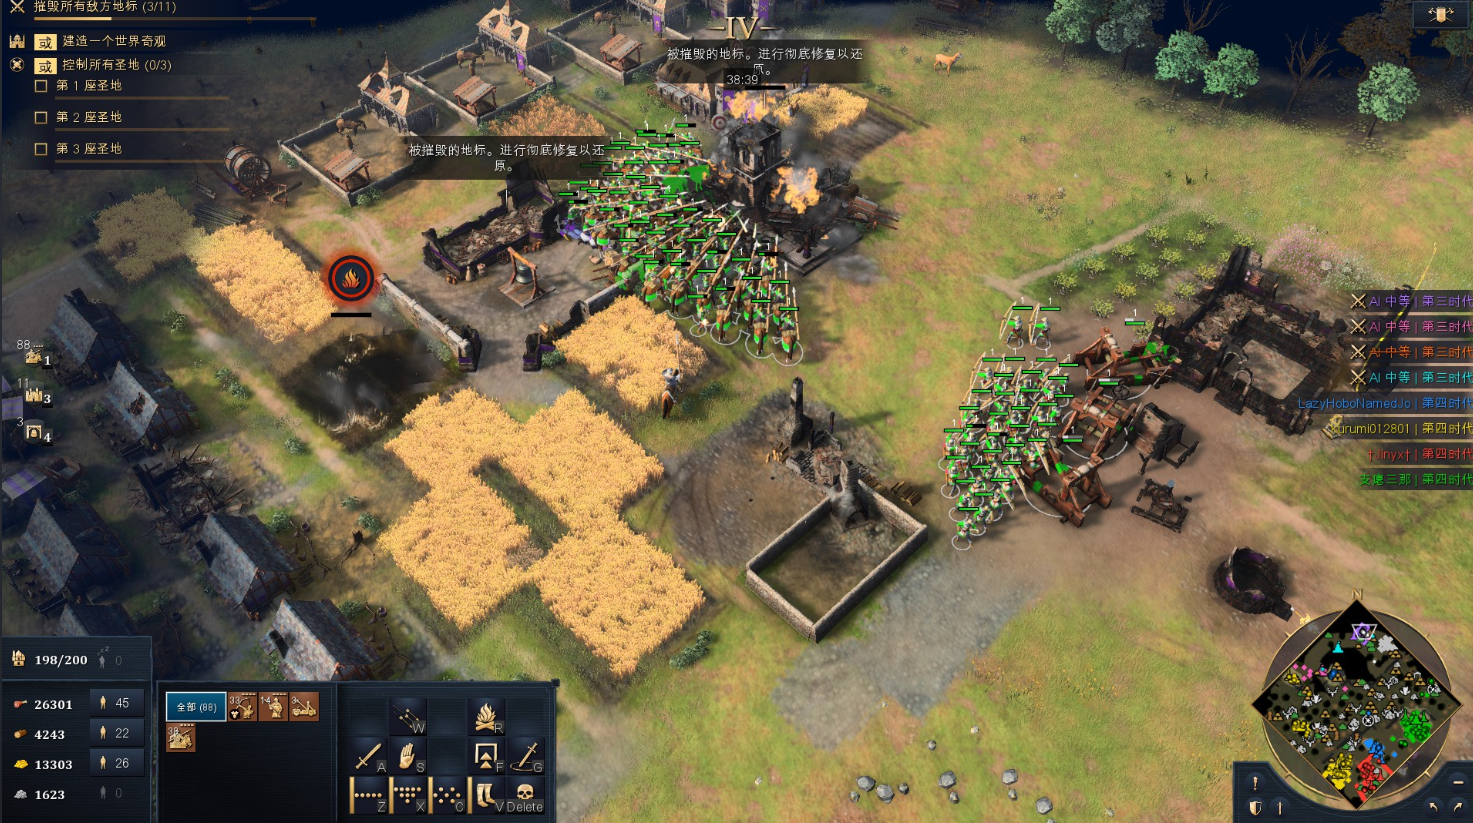 摧毁所有敌方地标 (3/11)
或 建造一个世界奇观
或 控制所有圣地 (0/3)
第 1 座圣地
第 2 座圣地
第 3 座圣地
IV
被摧毁的地标。进行彻底修复以还
原。
38:39
被摧毁的地标。进行彻底修复以还
原。
88
1
11
3
3
4
AI 中等 | 第三时代
AI 中等 | 第三时代
AI 中等 | 第三时代
AI 中等 | 第三时代
LazyHoboNamedJo | 第四时代
kurumi012801 | 第四时代
†linyx† | 第四时代
三那 | 第四时代
N
198/200 0
26301 45
4243 22
13303 26
1623 0
全部 (88)
33
14
3
38
W
R
A
S
F
G
Z
X
C
V
Delete